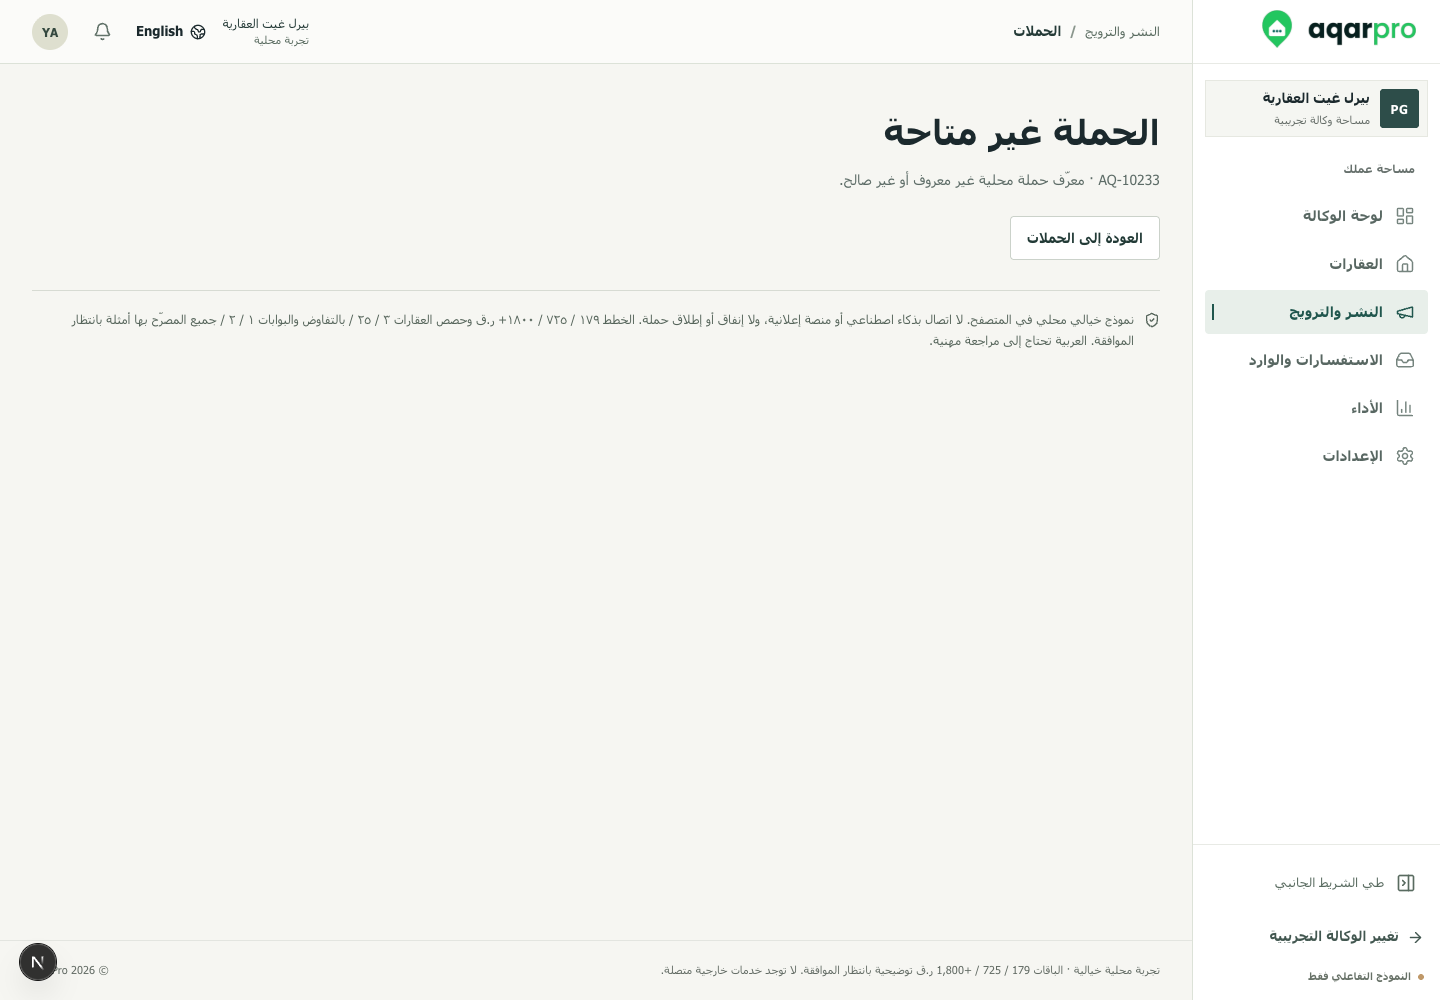 aqarpro
النشر والترويج / الحملات
بيرل غيت العقارية
تجربة محلية
English
YA
PG
بيرل غيت العقارية
مساحة وكالة تجريبية
مساحة عملك
لوحة الوكالة
العقارات
النشر والترويج
الاستفسارات والوارد
الأداء
الإعدادات
طي الشريط الجانبي
تغيير الوكالة التجريبية
النموذج التفاعلي فقط
الحملة غير متاحة
AQ-10233 · معرّف حملة محلية غير معروف أو غير صالح.
العودة إلى الحملات
نموذج خيالي محلي في المتصفح. لا اتصال بذكاء اصطناعي أو منصة إعلانية، ولا إنفاق أو إطلاق حملة. الخطط ١٧٩ / ٧٢٥ / ١٨٠٠+ ر.ق وحصص العقارات ٣ / ٢٥ / بالتفاوض والبوابات ١ / ٢ / جميع المصرّح بها أمثلة بانتظار
الموافقة. العربية تحتاج إلى مراجعة مهنية.
تجربة محلية خيالية · الباقات 179 / 725 / 1,800+ ر.ق توضيحية بانتظار الموافقة. لا توجد خدمات خارجية متصلة.
© 2026
N